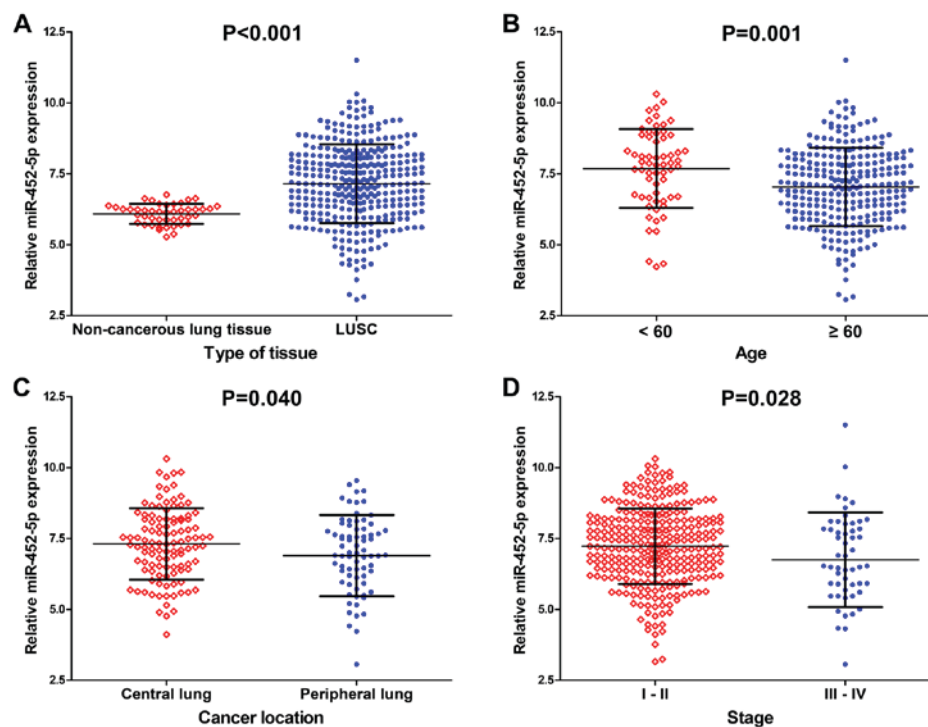 A
P<0.001
Relative miR-452-5p expression
12.5
10.0
7.5
5.0
2.5
Non-cancerous lung tissue
LUSC
Type of tissue
B
P=0.001
Relative miR-452-5p expression
12.5
10.0
7.5
5.0
2.5
< 60
≥ 60
Age
C
P=0.040
Relative miR-452-5p expression
12.5
10.0
7.5
5.0
2.5
Central lung
Peripheral lung
Cancer location
D
P=0.028
Relative miR-452-5p expression
12.5
10.0
7.5
5.0
2.5
I - II
III - IV
Stage